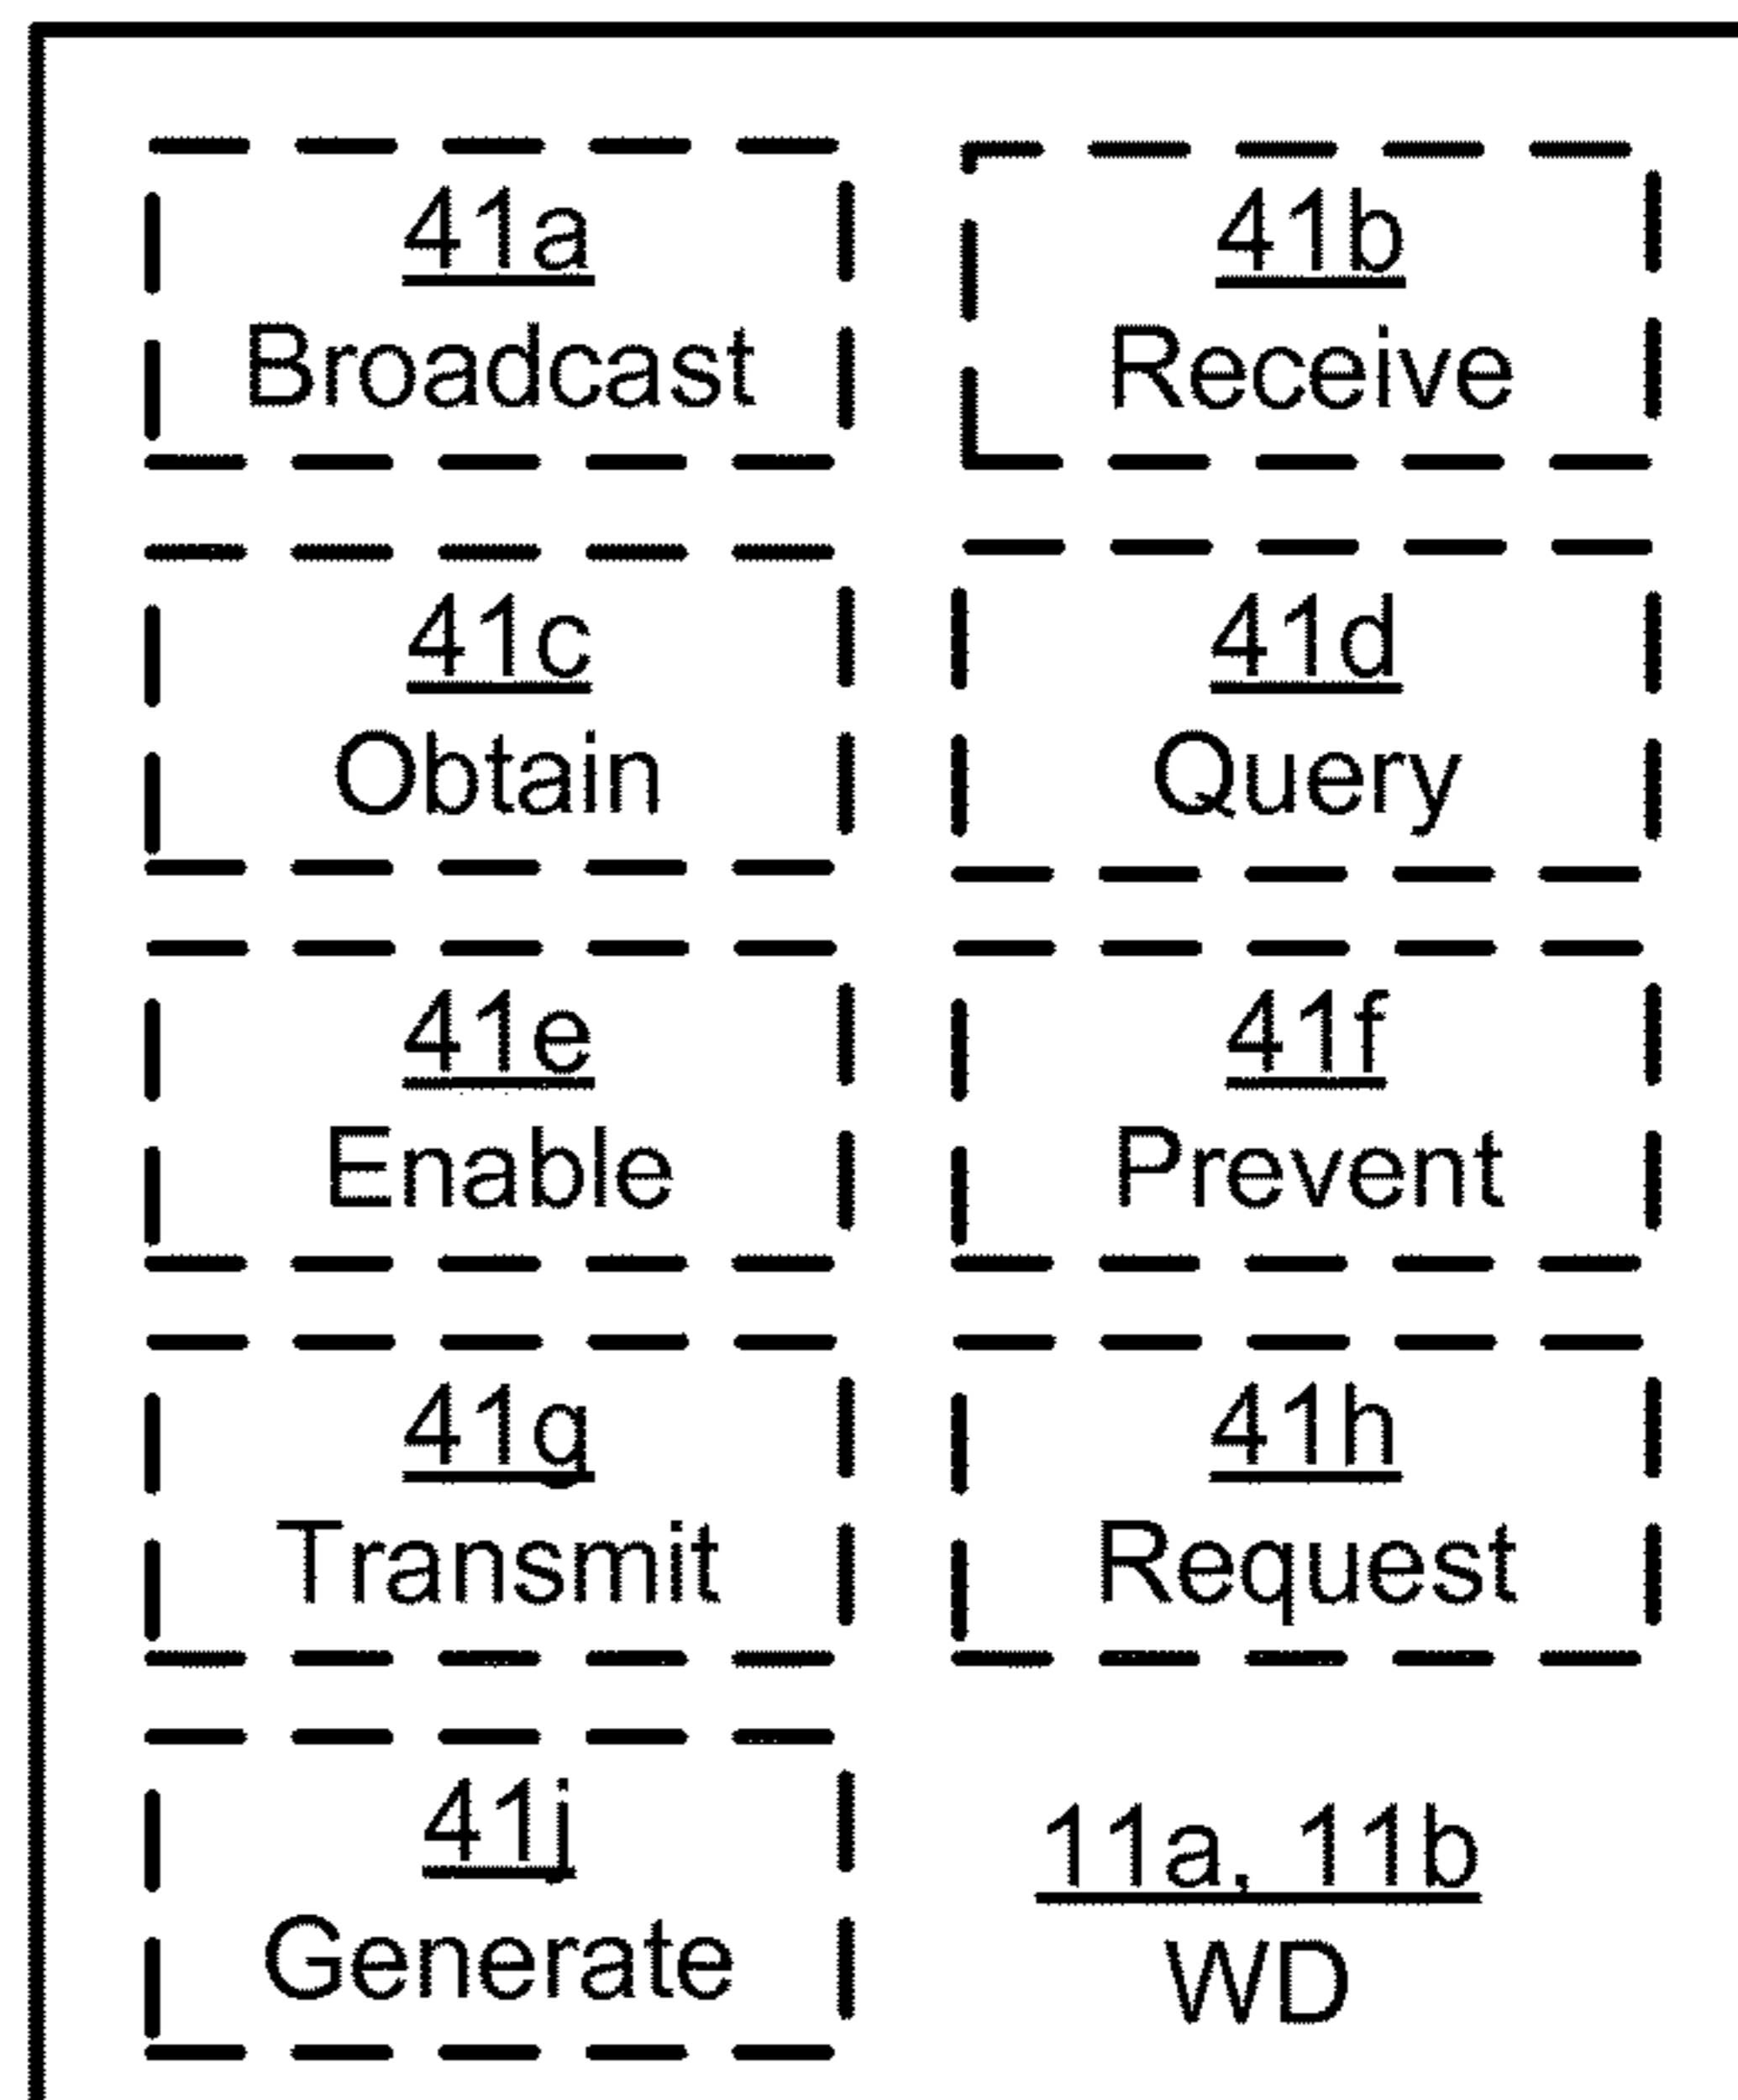 41a
Broadcast
41b
Receive
41c
Obtain
41d
Query
41e
Enable
41f
Prevent
41g
Transmit
41h
Request
41j
Generate
11a, 11b
WD